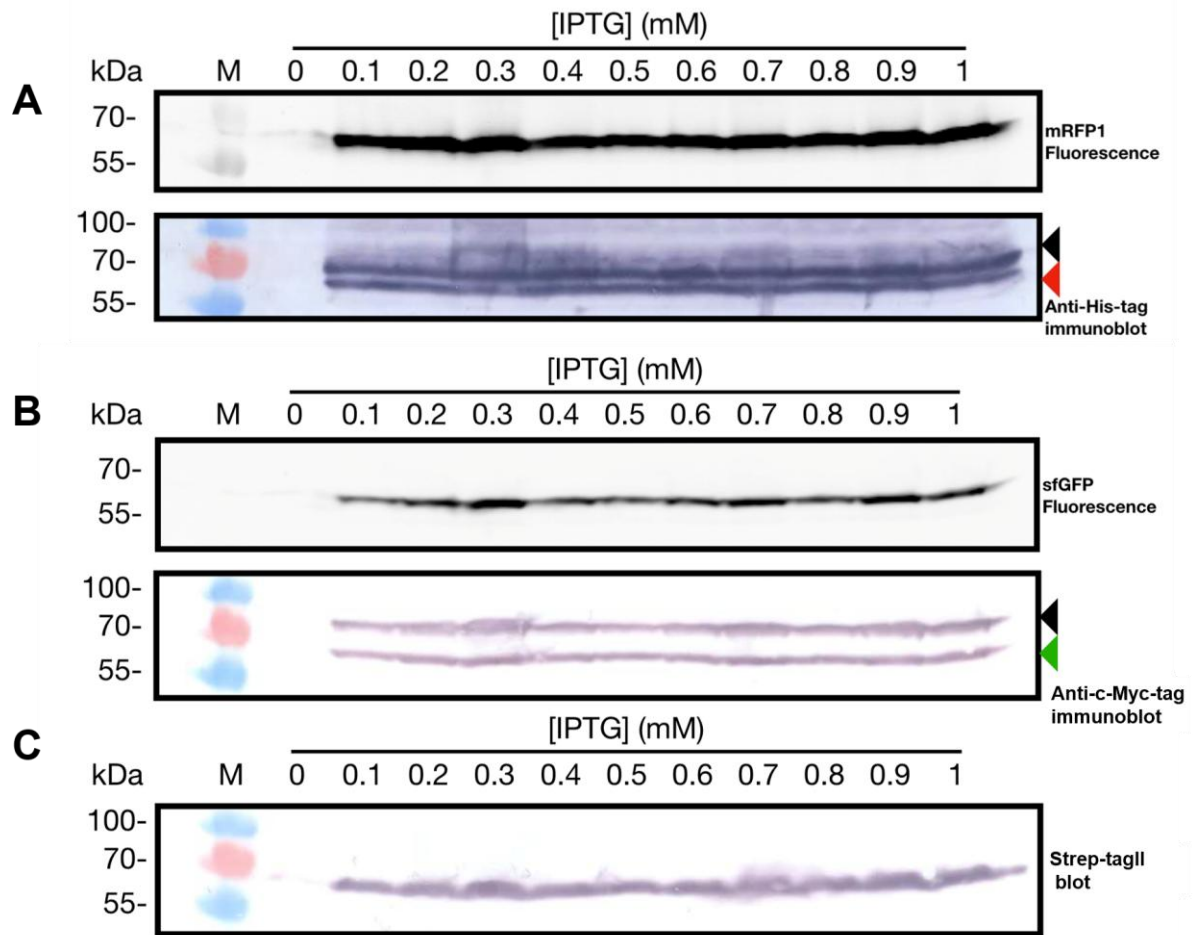 [IPTG] (mM)
kDa M 0 0.1 0.2 0.3 0.4 0.5 0.6 0.7 0.8 0.9 1
A
70-
55-
mRFP1
Fluorescence
100-
70-
55-
Anti-His-tag
immunoblot
[IPTG] (mM)
B
kDa M 0 0.1 0.2 0.3 0.4 0.5 0.6 0.7 0.8 0.9 1
70-
55-
sfGFP
Fluorescence
100-
70-
55-
Anti-c-Myc-tag
immunoblot
[IPTG] (mM)
C
kDa M 0 0.1 0.2 0.3 0.4 0.5 0.6 0.7 0.8 0.9 1
100-
70-
55-
Strep-tagII
blot